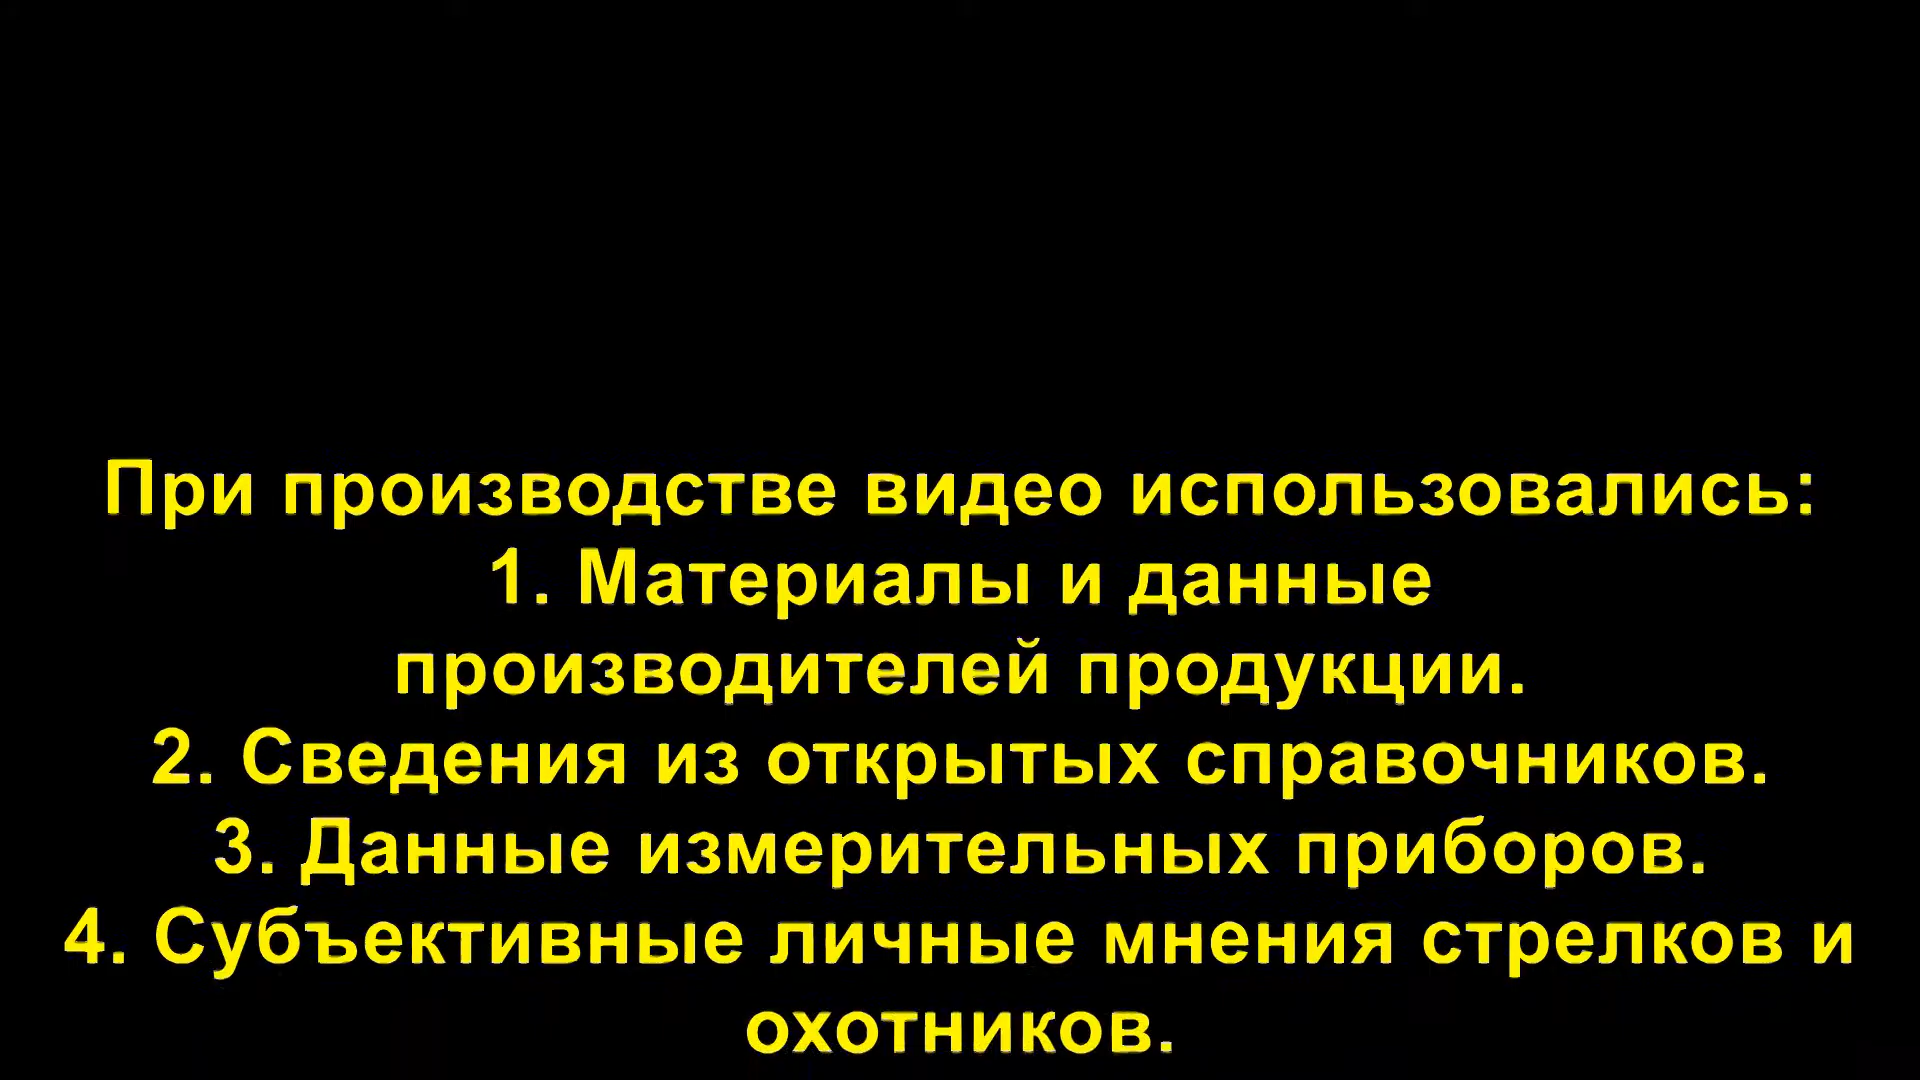 При производстве видео использовались:
1. Материалы и данные
производителей продукции.
2. Сведения из открытых справочников.
3. Данные измерительных приборов.
4. Субъективные личные мнения стрелков и
охотников.